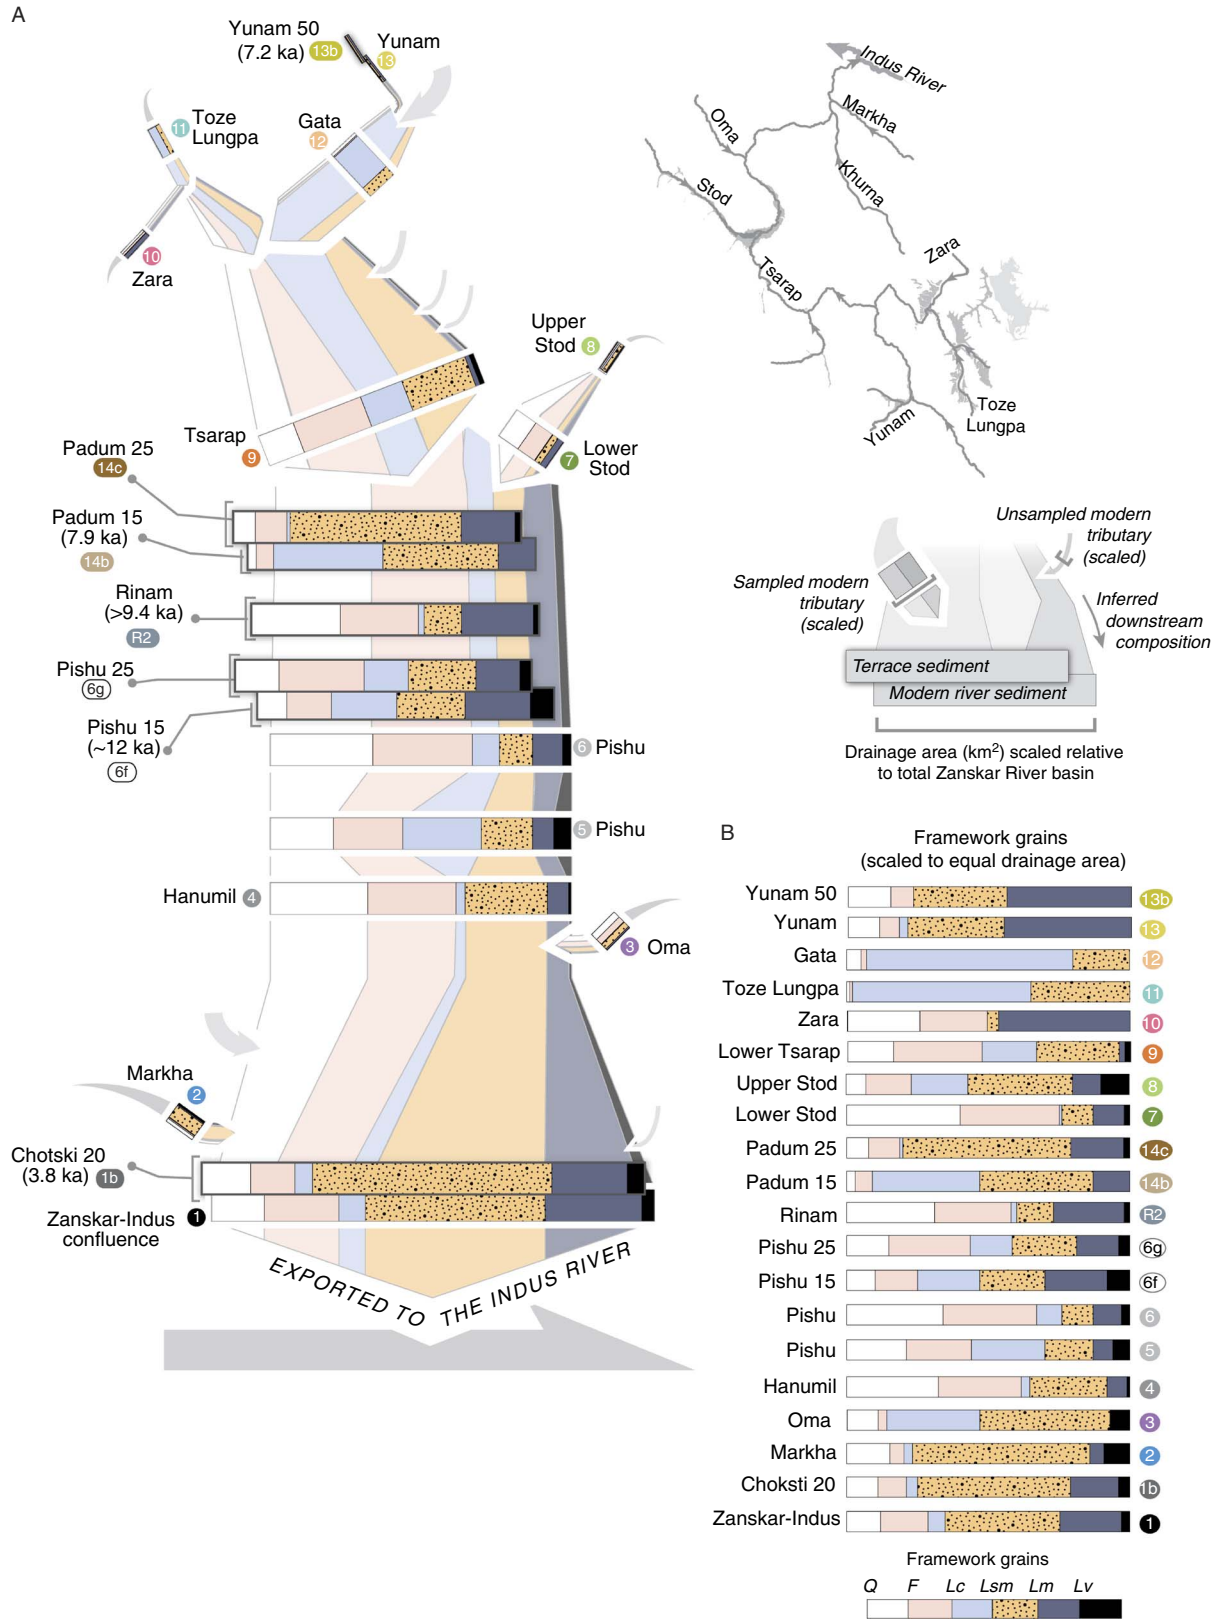 A
Yunam 50
(7.2 ka) 13b
Yunam
13
11 Toze
Lungpa
Gata
12
10
Zara
Upper
Stod 8
Tsarap
9
7 Lower
Stod
Padum 25
14c
Padum 15
(7.9 ka)
14b
Rinam
(>9.4 ka)
R2
Pishu 25
6g
Pishu 15
(~12 ka)
6f
6 Pishu
5 Pishu
Hanumil 4
3 Oma
Markha
2
Chotski 20
(3.8 ka) 1b
Zanskar-Indus 1
confluence
EXPORTED TO THE INDUS RIVER
Indus River
Oma
Markha
Stod
Khurna
Zara
Tsarap
Toze
Lungpa
Yunam
Unsampled modern
tributary
(scaled)
Sampled modern
tributary
(scaled)
Inferred
downstream
composition
Terrace sediment
Modern river sediment
Drainage area (km²) scaled relative
to total Zanskar River basin
B
Framework grains
(scaled to equal drainage area)
Yunam 50 13b
Yunam 13
Gata 12
Toze Lungpa 11
Zara 10
Lower Tsarap 9
Upper Stod 8
Lower Stod 7
Padum 25 14c
Padum 15 14b
Rinam R2
Pishu 25 6g
Pishu 15 6f
Pishu 6
Pishu 5
Hanumil 4
Oma 3
Markha 2
Choksti 20 1b
Zanskar-Indus 1
Framework grains
Q F Lc Lsm Lm Lv